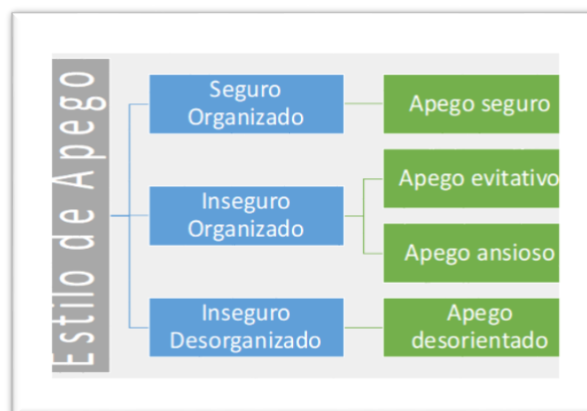 Estilo de Apego
Seguro
Organizado
Apego seguro
Inseguro
Organizado
Apego evitativo
Apego ansioso
Inseguro
Desorganizado
Apego
desorientado